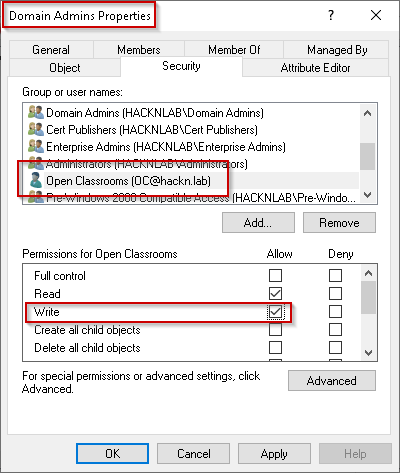 Domain Admins Properties
?
General
Members
Member Of
Managed By
Object
Security
Attribute Editor
Group or user names:
Domain Admins (HACKNLAB\Domain Admins)
Cert Publishers (HACKNLAB\Cert Publishers)
Enterprise Admins (HACKNLAB\Enterprise Admins)
Administrators (HACKNLAB\Administrators)
Open Classrooms (OC@hackn.lab)
Pre-Windows 2000 Compatible Access (HACKNLAB\Pre-Windo...
Add...
Remove
Permissions for Open Classrooms
Allow
Deny
Full control
Read
Write
Create all child objects
Delete all child objects
For special permissions or advanced settings, click
Advanced.
Advanced
OK
Cancel
Apply
Help